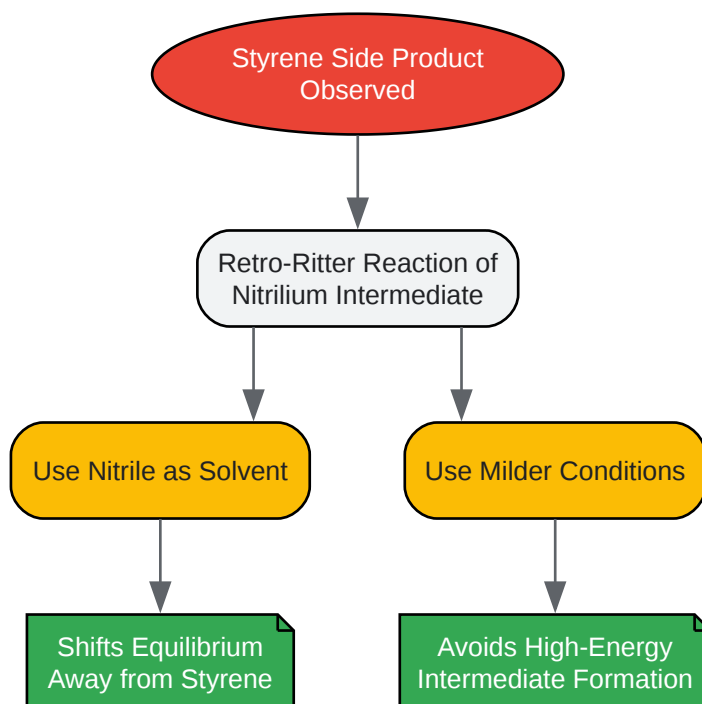 Styrene Side Product
Observed
Retro-Ritter Reaction of
Nitrilium Intermediate
Use Nitrile as Solvent
Use Milder Conditions
Shifts Equilibrium
Away from Styrene
Avoids High-Energy
Intermediate Formation